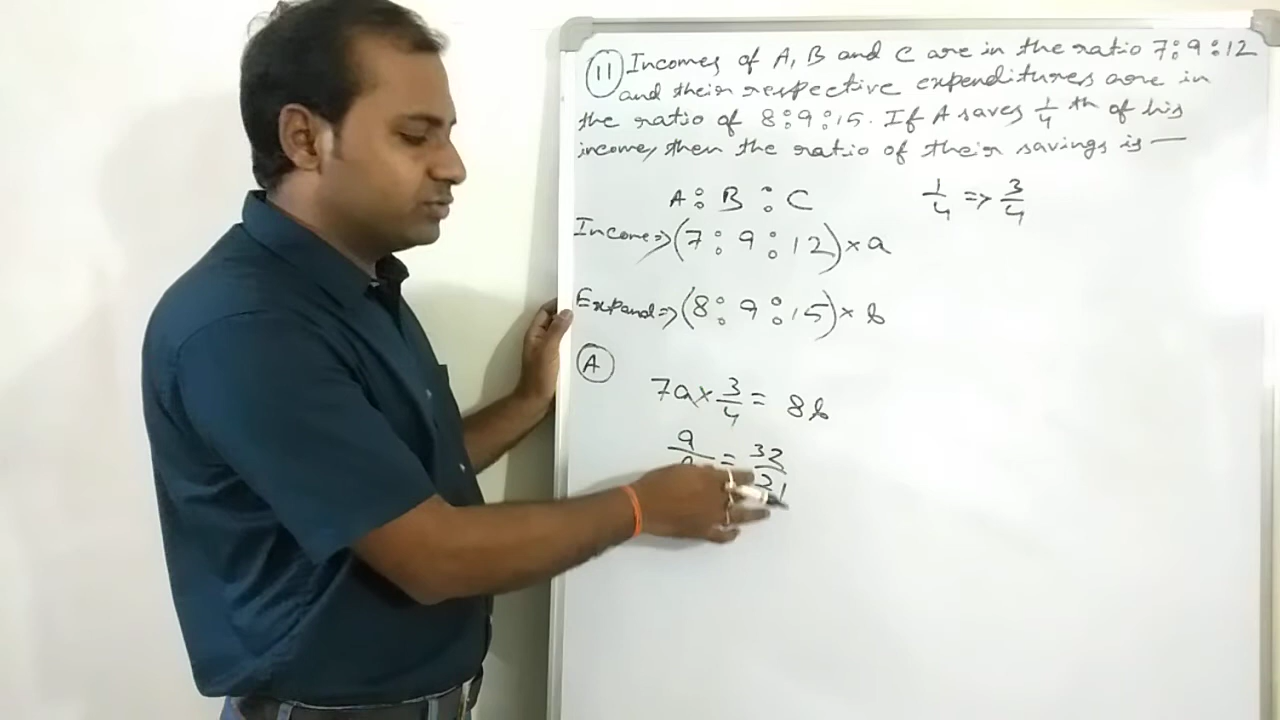 11 Incomes of A, B and C are in the ratio 7:9:12
and their respective expenditures are in
the ratio of 8:9:15. If A saves 1/4 th of his
income, then the ratio of their savings is —
A : B : C
1/4 => 3/4
Income => (7 : 9 : 12) × a
Expand => (8 : 9 : 15) × b
A
7a × 3/4 = 8b
a = 32/21